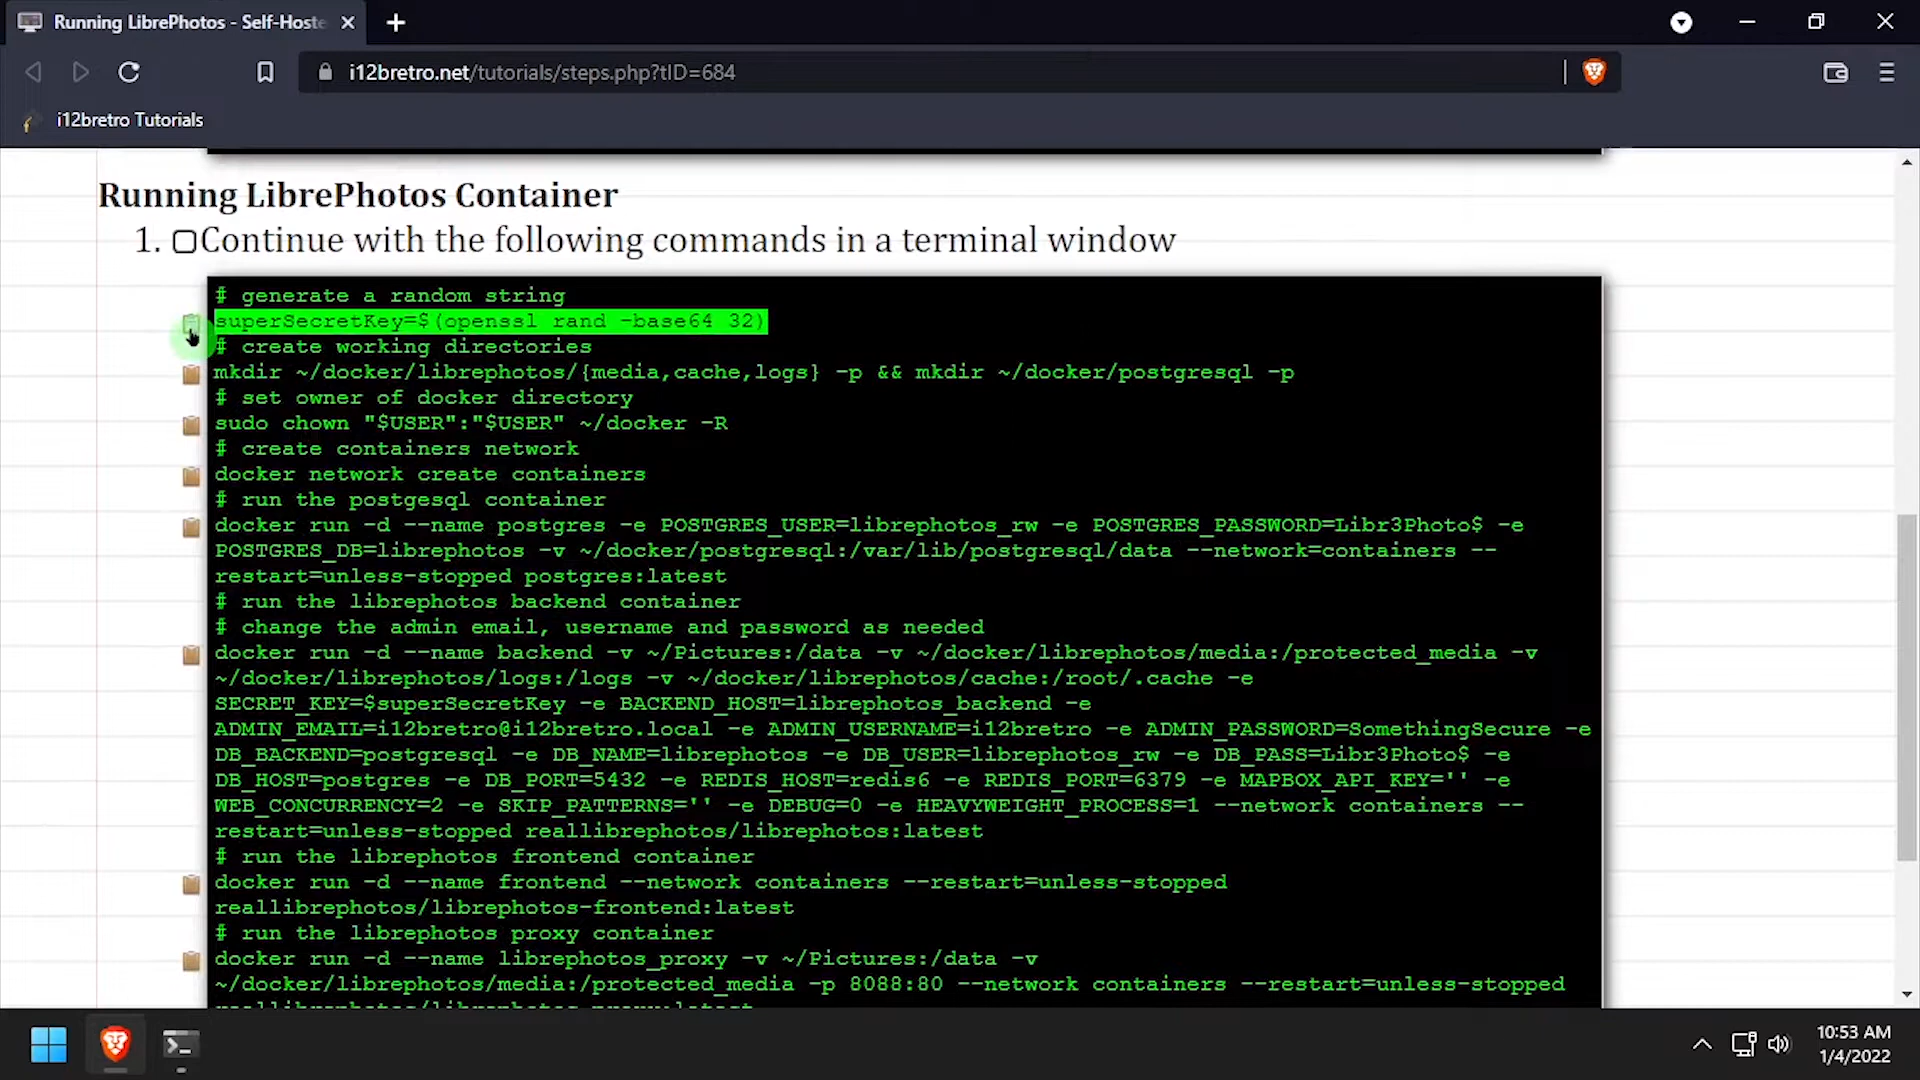 Running LibrePhotos - Self-Hoste
i12bretro.net/tutorials/steps.php?tID=684
i12bretro Tutorials
Running LibrePhotos Container
1. Continue with the following commands in a terminal window
# generate a random string
superSecretKey=$(openssl rand -base64 32)
# create working directories
mkdir ~/docker/librephotos/{media,cache,logs} -p && mkdir ~/docker/postgresql -p
# set owner of docker directory
sudo chown "$USER":"$USER" ~/docker -R
# create containers network
docker network create containers
# run the postgesql container
docker run -d --name postgres -e POSTGRES_USER=librephotos_rw -e POSTGRES_PASSWORD=Libr3Photo$ -e
POSTGRES_DB=librephotos -v ~/docker/postgresql:/var/lib/postgresql/data --network=containers --
restart=unless-stopped postgres:latest
# run the librephotos backend container
# change the admin email, username and password as needed
docker run -d --name backend -v ~/Pictures:/data -v ~/docker/librephotos/media:/protected_media -v
~/docker/librephotos/logs:/logs -v ~/docker/librephotos/cache:/root/.cache -e
SECRET_KEY=$superSecretKey -e BACKEND_HOST=librephotos_backend -e
ADMIN_EMAIL=i12bretro@i12bretro.local -e ADMIN_USERNAME=i12bretro -e ADMIN_PASSWORD=SomethingSecure -e
DB_BACKEND=postgresql -e DB_NAME=librephotos -e DB_USER=librephotos_rw -e DB_PASS=Libr3Photo$ -e
DB_HOST=postgres -e DB_PORT=5432 -e REDIS_HOST=redis6 -e REDIS_PORT=6379 -e MAPBOX_API_KEY='' -e
WEB_CONCURRENCY=2 -e SKIP_PATTERNS='' -e DEBUG=0 -e HEAVYWEIGHT_PROCESS=1 --network containers --
restart=unless-stopped reallibrephotos/librephotos:latest
# run the librephotos frontend container
docker run -d --name frontend --network containers --restart=unless-stopped
reallibrephotos/librephotos-frontend:latest
# run the librephotos proxy container
docker run -d --name librephotos_proxy -v ~/Pictures:/data -v
~/docker/librephotos/media:/protected_media -p 8088:80 --network containers --restart=unless-stopped
reallibrephotos/librephotos-proxy:latest
10:53 AM
1/4/2022